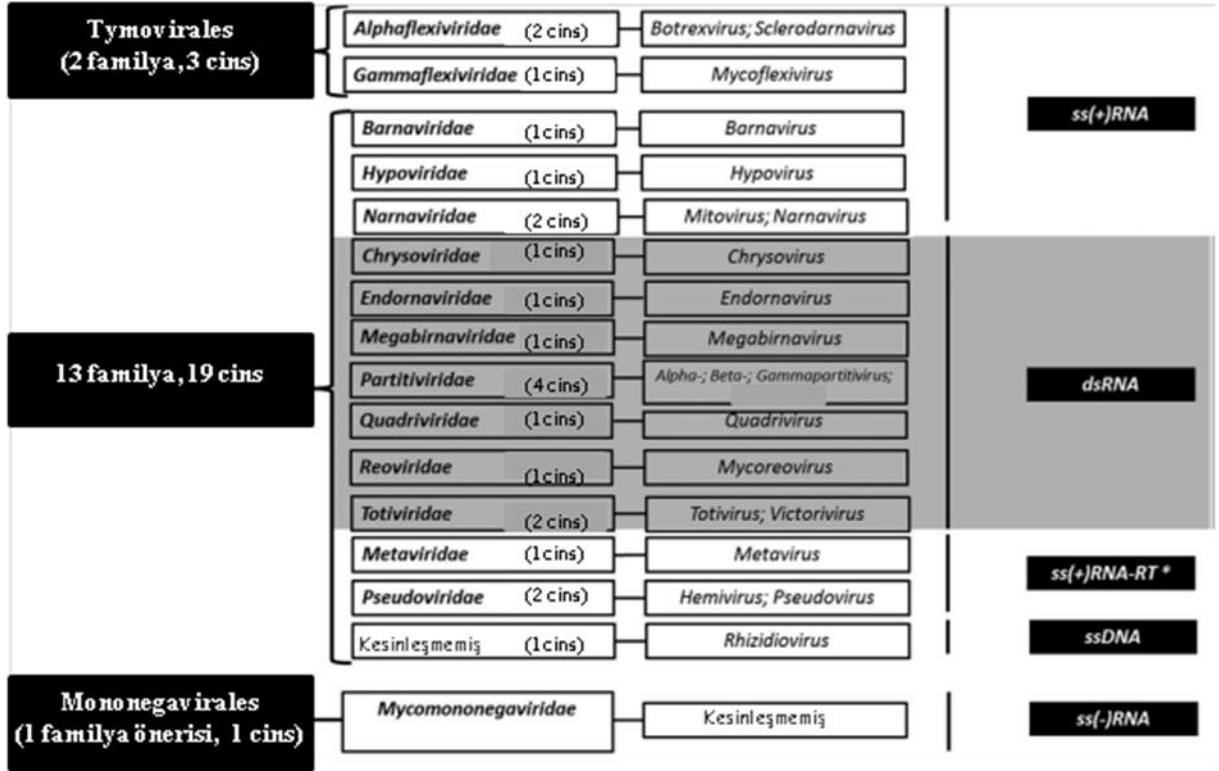 Tymovirales
(2 familya, 3 cins)
Alphaflexiviridae (2 cins) Botrexvirus; Sclerodarnavirus
Gammaflexiviridae (1cins) Mycoflexivirus
ss(+)RNA
Barnaviridae (1cins) Barnavirus
Hypoviridae (1cins) Hypovirus
Narnaviridae (2 cins) Mitovirus; Narnavirus
13 familya, 19 cins
Chrysoviridae (1cins) Chrysovirus
Endornaviridae (1cins) Endornavirus
Megabirnaviridae (1cins) Megabirnavirus
Partitiviridae (4 cins) Alpha-; Beta-; Gammapartitivirus;
dsRNA
Quadriviridae (1cins) Quadrivirus
Reoviridae (1cins) Mycoreovirus
Totiviridae (2 cins) Totivirus; Victorivirus
Metaviridae (1cins) Metavirus
ss(+)RNA-RT *
Pseudoviridae (2 cins) Hemivirus; Pseudovirus
Kesinleşmemiş (1cins) Rhizidiovirus
ssDNA
Mononegavirales
(1 familya önerisi, 1 cins)
Mycomononegaviridae Kesinleşmemiş
ss(-)RNA